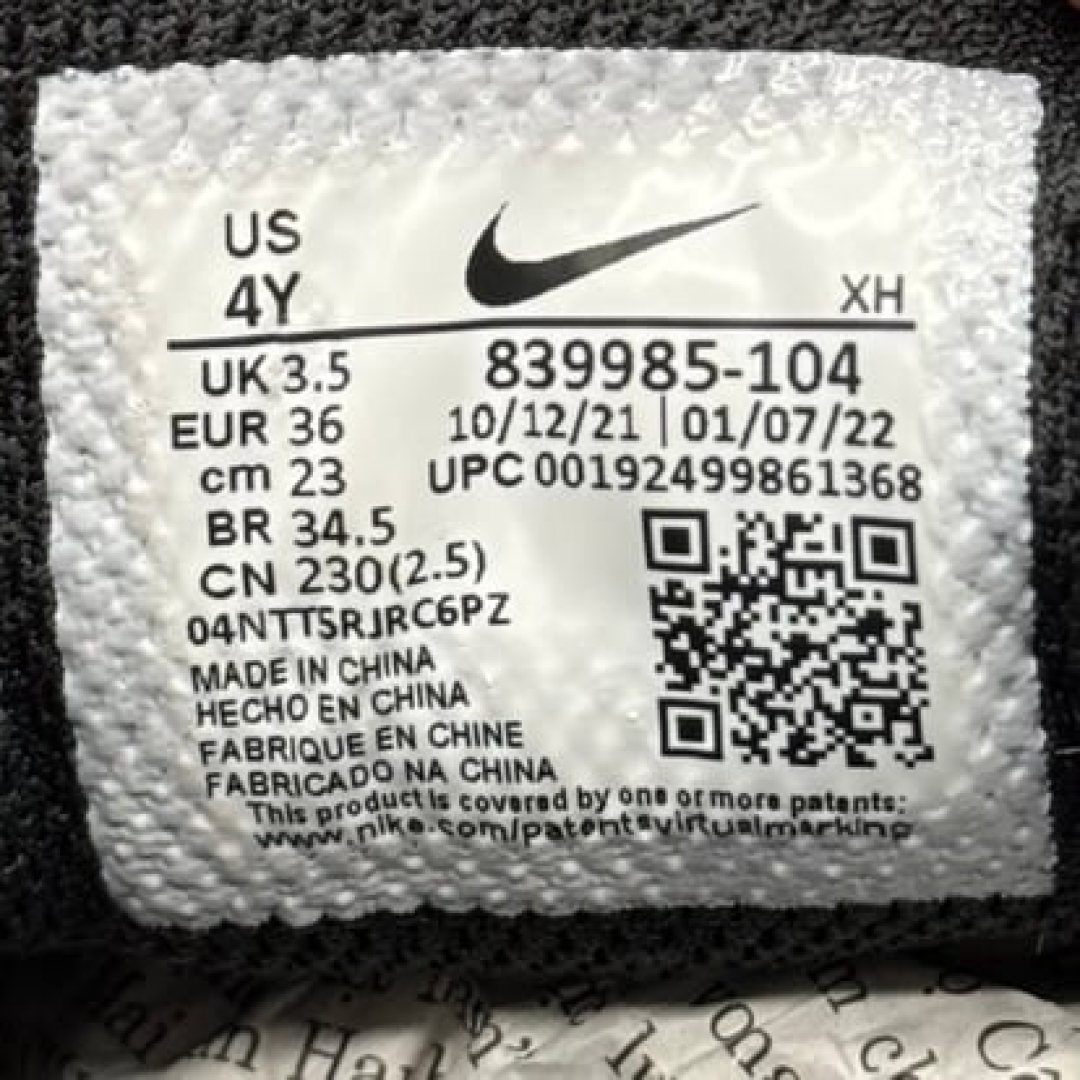 US
4Y
XH
UK 3.5
839985-104
EUR 36
10/12/21 | 01/07/22
cm 23
UPC 00192499861368
BR 34.5
CN 230(2.5)
04NTT5RJRC6PZ
MADE IN CHINA
HECHO EN CHINA
FABRIQUE EN CHINE
FABRICADO NA CHINA
This product is covered by one or more patents:
www.nike.com/patentsvirtualmarking